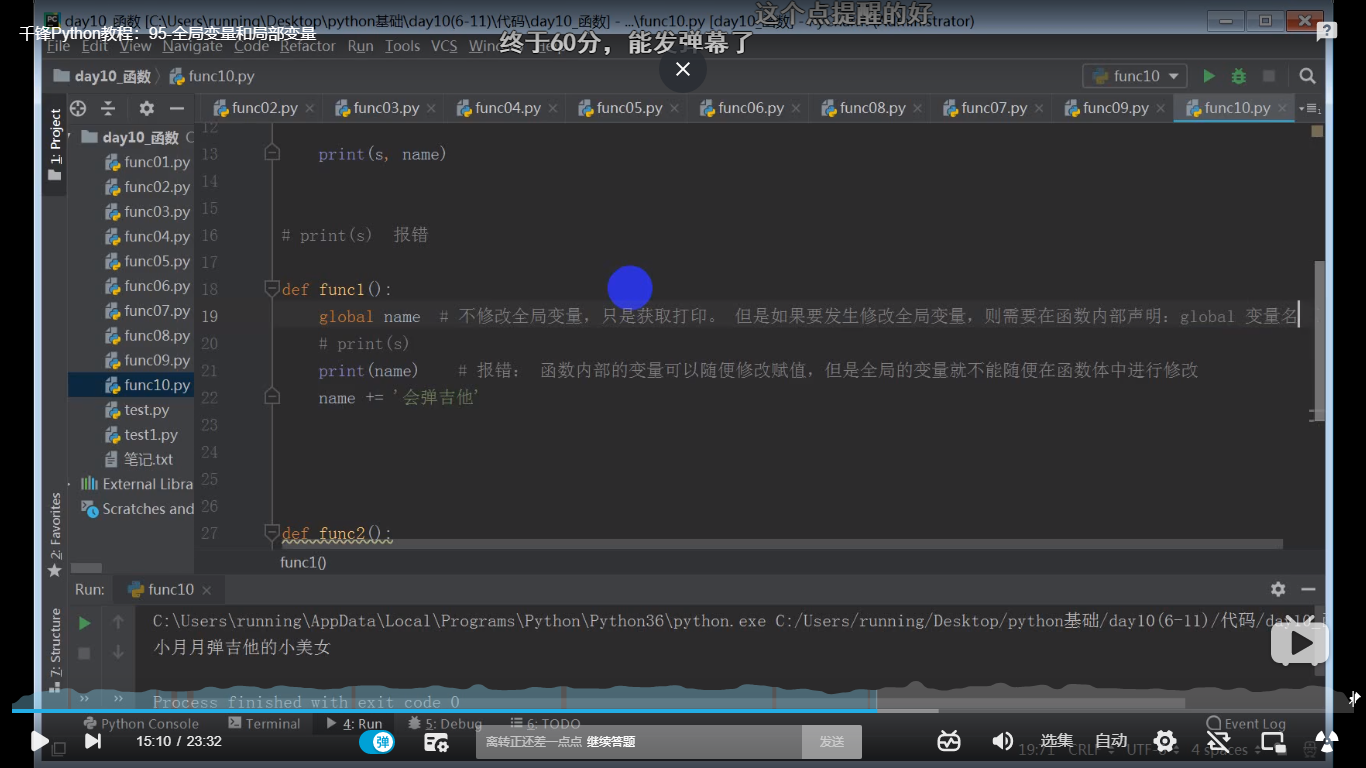 这个点提醒的好
day10_函数 [C:\Users\running\Desktop\python基础\day10(6-11)\代码\day10_函数] - ...\func10.py [day10_函数
千锋Python教程：95-全局变量和局部变量
终于60分，能发弹幕了
File Edit View Navigate Code Refactor Run Tools VCS
day10_函数 func10.py
func10
func02.py func03.py func04.py func05.py func06.py func08.py func07.py func09.py func10.py
1: Project
day10_函数
func01.py
func02.py
func03.py
func04.py
func05.py
func06.py
func07.py
func08.py
func09.py
func10.py
test.py
test1.py
笔记.txt
External Libra
Scratches and
12
13 print(s, name)
14
15
16 # print(s) 报错
17
18 def func1():
19 global name # 不修改全局变量，只是获取打印。 但是如果要发生修改全局变量，则需要在函数内部声明：global 变量名
20 # print(s)
21 print(name) # 报错： 函数内部的变量可以随便修改赋值，但是全局的变量就不能随便在函数体中进行修改
22 name += '会弹吉他'
23
24
25
26
27 def func2():
func1()
2: Favorites
7: Structure
Run: func10
C:\Users\running\AppData\Local\Programs\Python\Python36\python.exe C:/Users/running/Desktop/python基础/day10(6-11)/代码/day10
小月月弹吉他的小美女
Process finished with exit code 0
Python Console Terminal 4: Run 5: Debug 6: TODO Event Log
15:10 / 23:32 弹 离转正还差一点点 继续答题 发送 选集 自动
19:71 CRLF UTF-8 4 spaces